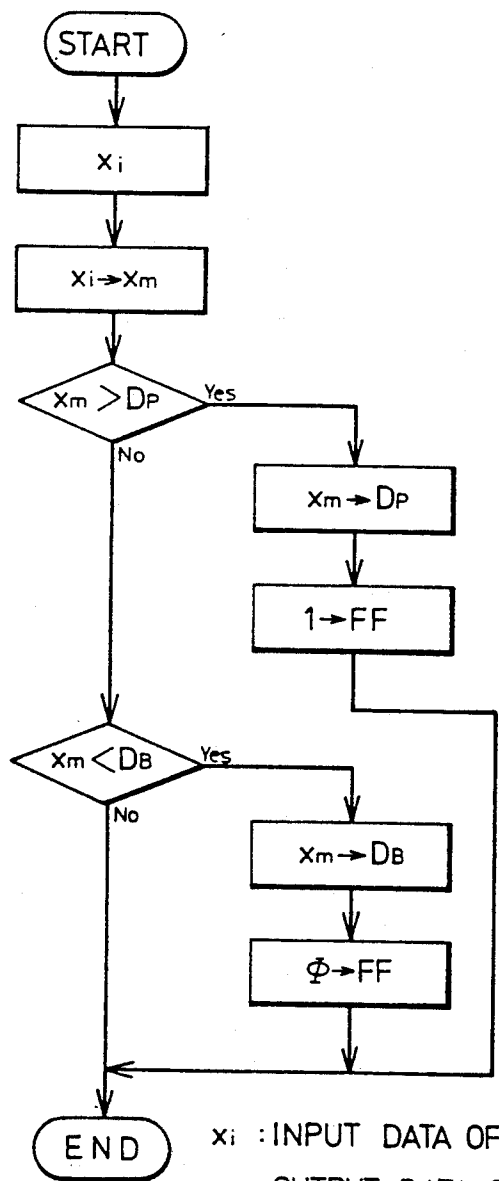 START
xi
xi→xm
xm > DP
Yes
No
xm→DP
1→FF
xm < DB
Yes
No
xm→DB
Φ→FF
END
xi : INPUT DATA OF